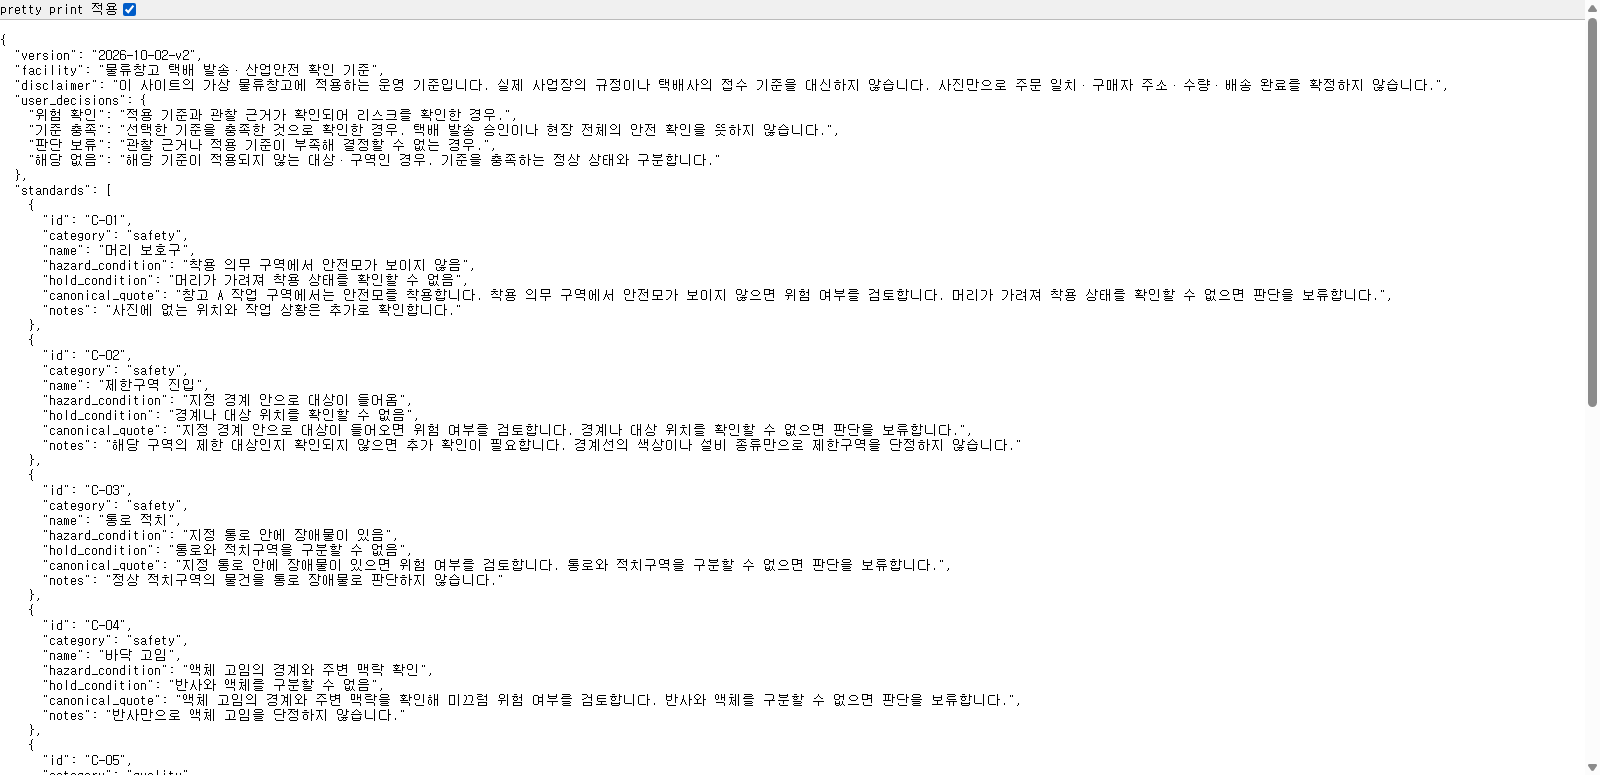 pretty print 적용
{
  "version": "2026-10-02-v2",
  "facility": "물류창고 택배 발송·산업안전 확인 기준",
  "disclaimer": "이 사이트의 가상 물류창고에 적용하는 운영 기준입니다. 실제 사업장의 규정이나 택배사의 접수 기준을 대신하지 않습니다. 사진만으로 주문 일치·구매자 주소·수량·배송 완료를 확정하지 않습니다.",
  "user_decisions": {
    "위험 확인": "적용 기준과 관찰 근거가 확인되어 리스크를 확인한 경우.",
    "기준 충족": "선택한 기준을 충족한 것으로 확인한 경우. 택배 발송 승인이나 현장 전체의 안전 확인을 뜻하지 않습니다.",
    "판단 보류": "관찰 근거나 적용 기준이 부족해 결정할 수 없는 경우.",
    "해당 없음": "해당 기준이 적용되지 않는 대상·구역인 경우. 기준을 충족하는 정상 상태와 구분합니다."
  },
  "standards": [
    {
      "id": "C-01",
      "category": "safety",
      "name": "머리 보호구",
      "hazard_condition": "착용 의무 구역에서 안전모가 보이지 않음",
      "hold_condition": "머리가 가려져 착용 상태를 확인할 수 없음",
      "canonical_quote": "창고 A 작업 구역에서는 안전모를 착용합니다. 착용 의무 구역에서 안전모가 보이지 않으면 위험 여부를 검토합니다. 머리가 가려져 착용 상태를 확인할 수 없으면 판단을 보류합니다.",
      "notes": "사진에 없는 위치와 작업 상황은 추가로 확인합니다."
    },
    {
      "id": "C-02",
      "category": "safety",
      "name": "제한구역 진입",
      "hazard_condition": "지정 경계 안으로 대상이 들어옴",
      "hold_condition": "경계나 대상 위치를 확인할 수 없음",
      "canonical_quote": "지정 경계 안으로 대상이 들어오면 위험 여부를 검토합니다. 경계나 대상 위치를 확인할 수 없으면 판단을 보류합니다.",
      "notes": "해당 구역의 제한 대상인지 확인되지 않으면 추가 확인이 필요합니다. 경계선의 색상이나 설비 종류만으로 제한구역을 단정하지 않습니다."
    },
    {
      "id": "C-03",
      "category": "safety",
      "name": "통로 적치",
      "hazard_condition": "지정 통로 안에 장애물이 있음",
      "hold_condition": "통로와 적치구역을 구분할 수 없음",
      "canonical_quote": "지정 통로 안에 장애물이 있으면 위험 여부를 검토합니다. 통로와 적치구역을 구분할 수 없으면 판단을 보류합니다.",
      "notes": "정상 적치구역의 물건을 통로 장애물로 판단하지 않습니다."
    },
    {
      "id": "C-04",
      "category": "safety",
      "name": "바닥 고임",
      "hazard_condition": "액체 고임의 경계와 주변 맥락 확인",
      "hold_condition": "반사와 액체를 구분할 수 없음",
      "canonical_quote": "액체 고임의 경계와 주변 맥락을 확인해 미끄럼 위험 여부를 검토합니다. 반사와 액체를 구분할 수 없으면 판단을 보류합니다.",
      "notes": "반사만으로 액체 고임을 단정하지 않습니다."
    },
    {
      "id": "C-05",
      "category": "quality",